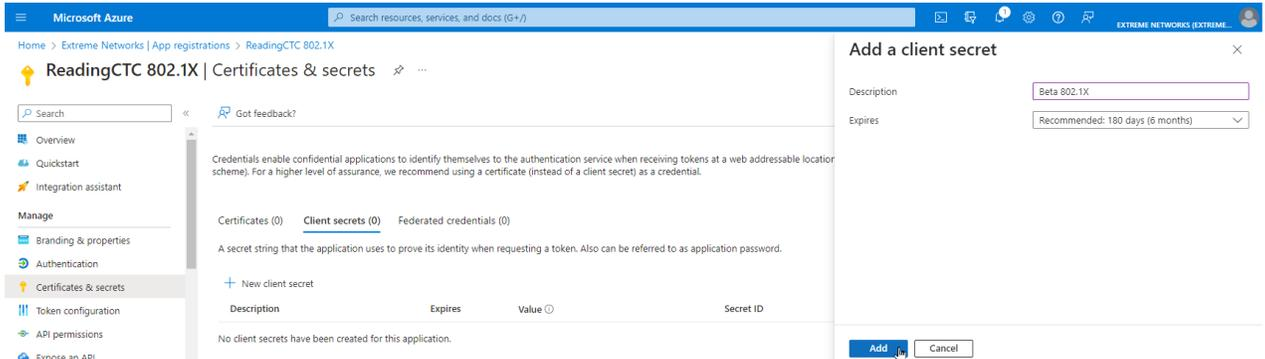 Microsoft Azure
Search resources, services, and docs (G+/)
1
EXTREME NETWORKS (EXTREME...
Home > Extreme Networks | App registrations > ReadingCTC 802.1X
ReadingCTC 802.1X | Certificates & secrets
...
Search
«
Overview
Quickstart
Integration assistant
Manage
Branding & properties
Authentication
Certificates & secrets
Token configuration
API permissions
Expose an API
Got feedback?
Credentials enable confidential applications to identify themselves to the authentication service when receiving tokens at a web addressable location
scheme). For a higher level of assurance, we recommend using a certificate (instead of a client secret) as a credential.
Certificates (0) Client secrets (0) Federated credentials (0)
A secret string that the application uses to prove its identity when requesting a token. Also can be referred to as application password.
New client secret
Description Expires Value Secret ID
No client secrets have been created for this application.
Add a client secret
Description Beta 802.1X
Expires Recommended: 180 days (6 months)
Add Cancel